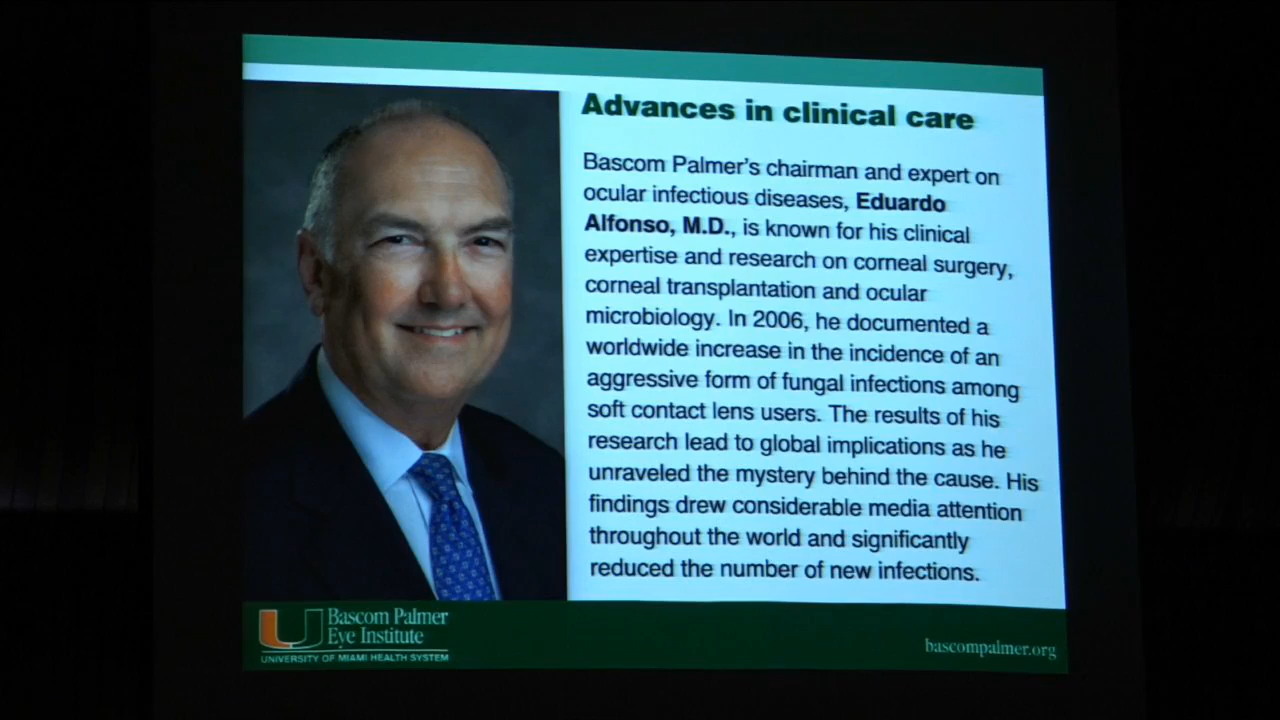 Advances in clinical care
Bascom Palmer's chairman and expert on
ocular infectious diseases, Eduardo
Alfonso, M.D., is known for his clinical
expertise and research on corneal surgery,
corneal transplantation and ocular
microbiology. In 2006, he documented a
worldwide increase in the incidence of an
aggressive form of fungal infections among
soft contact lens users. The results of his
research lead to global implications as he
unraveled the mystery behind the cause. His
findings drew considerable media attention
throughout the world and significantly
reduced the number of new infections.
U
Bascom Palmer
Eye Institute
UNIVERSITY OF MIAMI HEALTH SYSTEM
bascompalmer.org